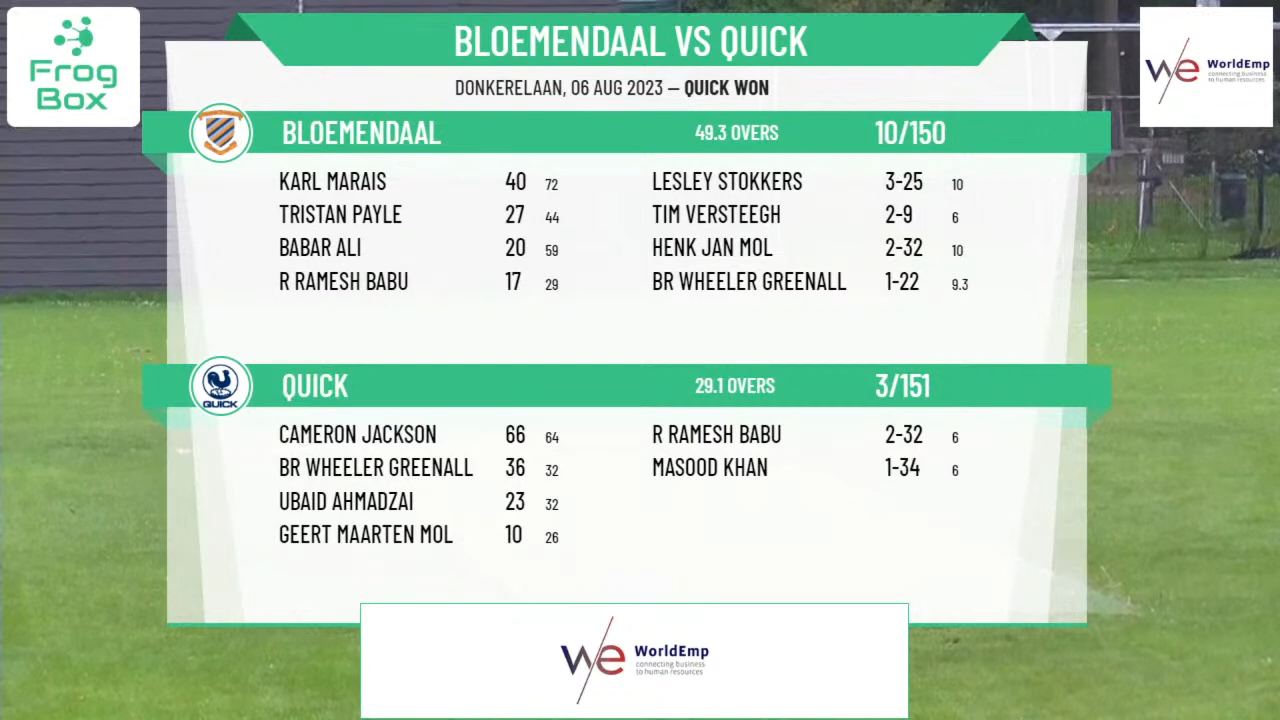 Frog
Box
BLOEMENDAAL VS QUICK
DONKERELAAN, 06 AUG 2023 – QUICK WON
we WorldEmp
connecting business
to human resources
BLOEMENDAAL 49.3 OVERS 10/150
KARL MARAIS 40 72 LESLEY STOKKERS 3-25 10
TRISTAN PAYLE 27 44 TIM VERSTEEGH 2-9 6
BABAR ALI 20 59 HENK JAN MOL 2-32 10
R RAMESH BABU 17 29 BR WHEELER GREENALL 1-22 9.3
QUICK
QUICK 29.1 OVERS 3/151
CAMERON JACKSON 66 64 R RAMESH BABU 2-32 6
BR WHEELER GREENALL 36 32 MASOOD KHAN 1-34 6
UBAID AHMADZAI 23 32
GEERT MAARTEN MOL 10 26
we WorldEmp
connecting business
to human resources